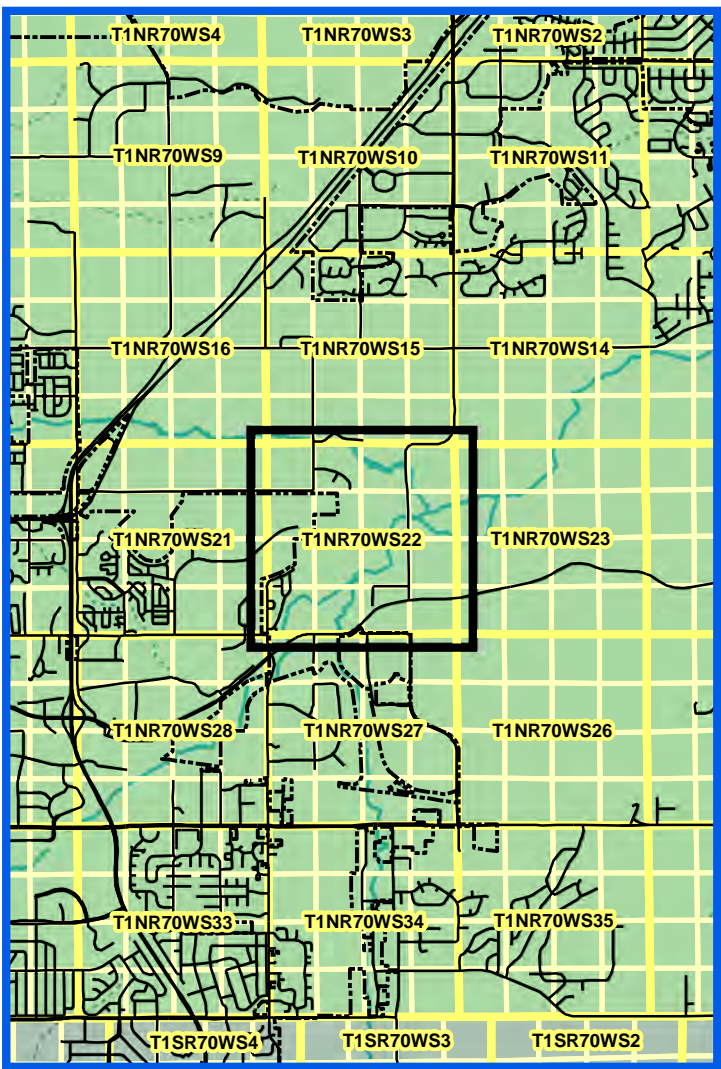 T1NR70WS4 T1NR70WS3 T1NR70WS2
T1NR70WS9 T1NR70WS10 T1NR70WS11
T1NR70WS16 T1NR70WS15 T1NR70WS14
T1NR70WS21 T1NR70WS22 T1NR70WS23
T1NR70WS28 T1NR70WS27 T1NR70WS26
T1NR70WS33 T1NR70WS34 T1NR70WS35
T1SR70WS4 T1SR70WS3 T1SR70WS2